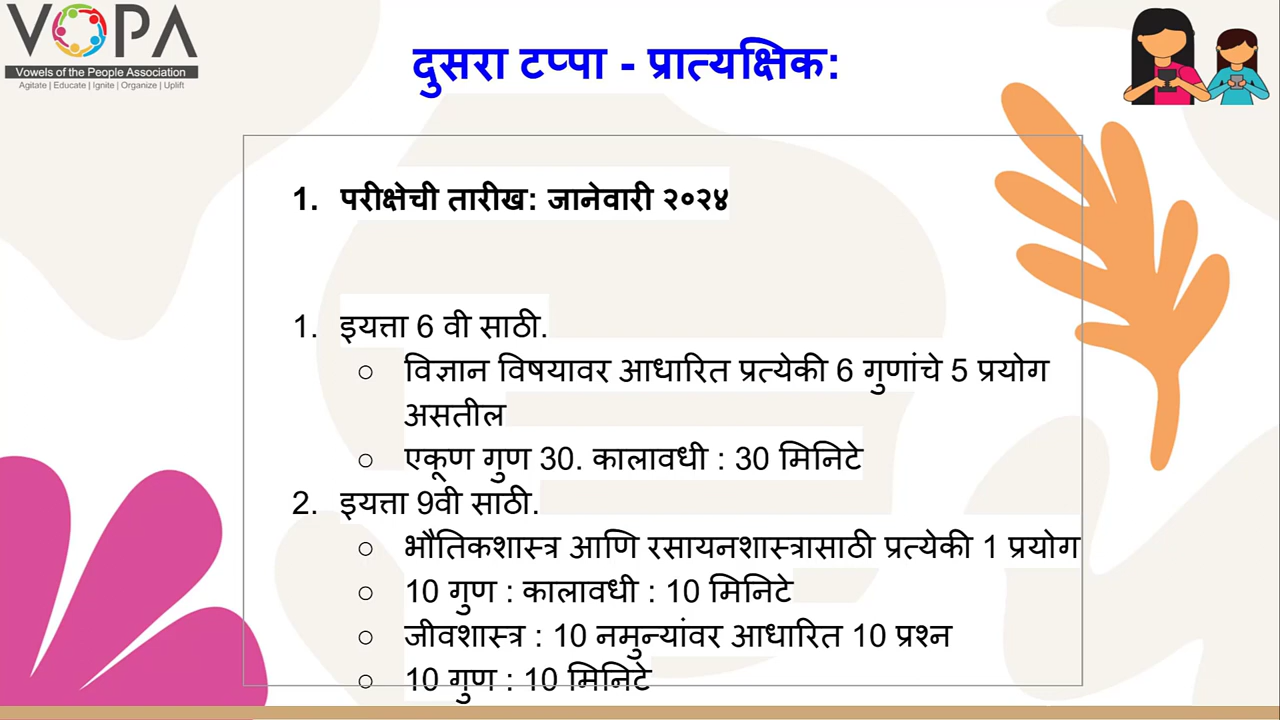 VOPA
Vowels of the People Association
Agitate | Educate | Ignite | Organize | Uplift
दुसरा टप्पा - प्रात्यक्षिक:
1. परीक्षेची तारीख: जानेवारी २०२४
1. इयत्ता 6 वी साठी.
○ विज्ञान विषयावर आधारित प्रत्येकी 6 गुणांचे 5 प्रयोग
असतील
○ एकूण गुण 30. कालावधी : 30 मिनिटे
2. इयत्ता 9वी साठी.
○ भौतिकशास्त्र आणि रसायनशास्त्रासाठी प्रत्येकी 1 प्रयोग
○ 10 गुण : कालावधी : 10 मिनिटे
○ जीवशास्त्र : 10 नमुन्यांवर आधारित 10 प्रश्न
○ 10 गुण : 10 मिनिटे